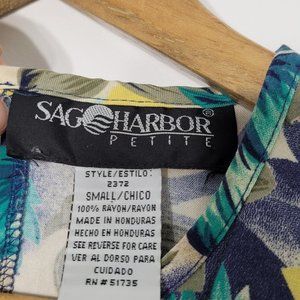 SAG HARBOR®
PETITE
STYLE/ESTILO:
2372
SMALL/CHICO
100% RAYON/RAYON
MADE IN HONDURAS
HECHO EN HONDURAS
SEE REVERSE FOR CARE
VER AL DORSO PARA
CUIDADO
RN# 51735